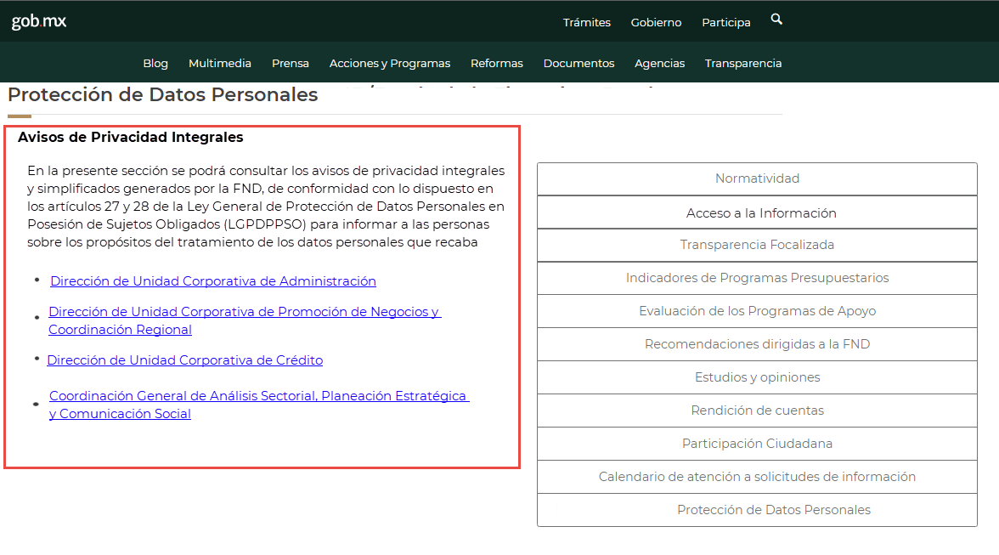 gob.mx
Trámites Gobierno Participa
Blog Multimedia Prensa Acciones y Programas Reformas Documentos Agencias Transparencia
Protección de Datos Personales
Avisos de Privacidad Integrales
En la presente sección se podrá consultar los avisos de privacidad integrales
y simplificados generados por la FND, de conformidad con lo dispuesto en
los artículos 27 y 28 de la Ley General de Protección de Datos Personales en
Posesión de Sujetos Obligados (LGPDPPSO) para informar a las personas
sobre los propósitos del tratamiento de los datos personales que recaba
• Dirección de Unidad Corporativa de Administración
• Dirección de Unidad Corporativa de Promoción de Negocios y
Coordinación Regional
• Dirección de Unidad Corporativa de Crédito
• Coordinación General de Análisis Sectorial, Planeación Estratégica
y Comunicación Social
Normatividad
Acceso a la Información
Transparencia Focalizada
Indicadores de Programas Presupuestarios
Evaluación de los Programas de Apoyo
Recomendaciones dirigidas a la FND
Estudios y opiniones
Rendición de cuentas
Participación Ciudadana
Calendario de atención a solicitudes de información
Protección de Datos Personales